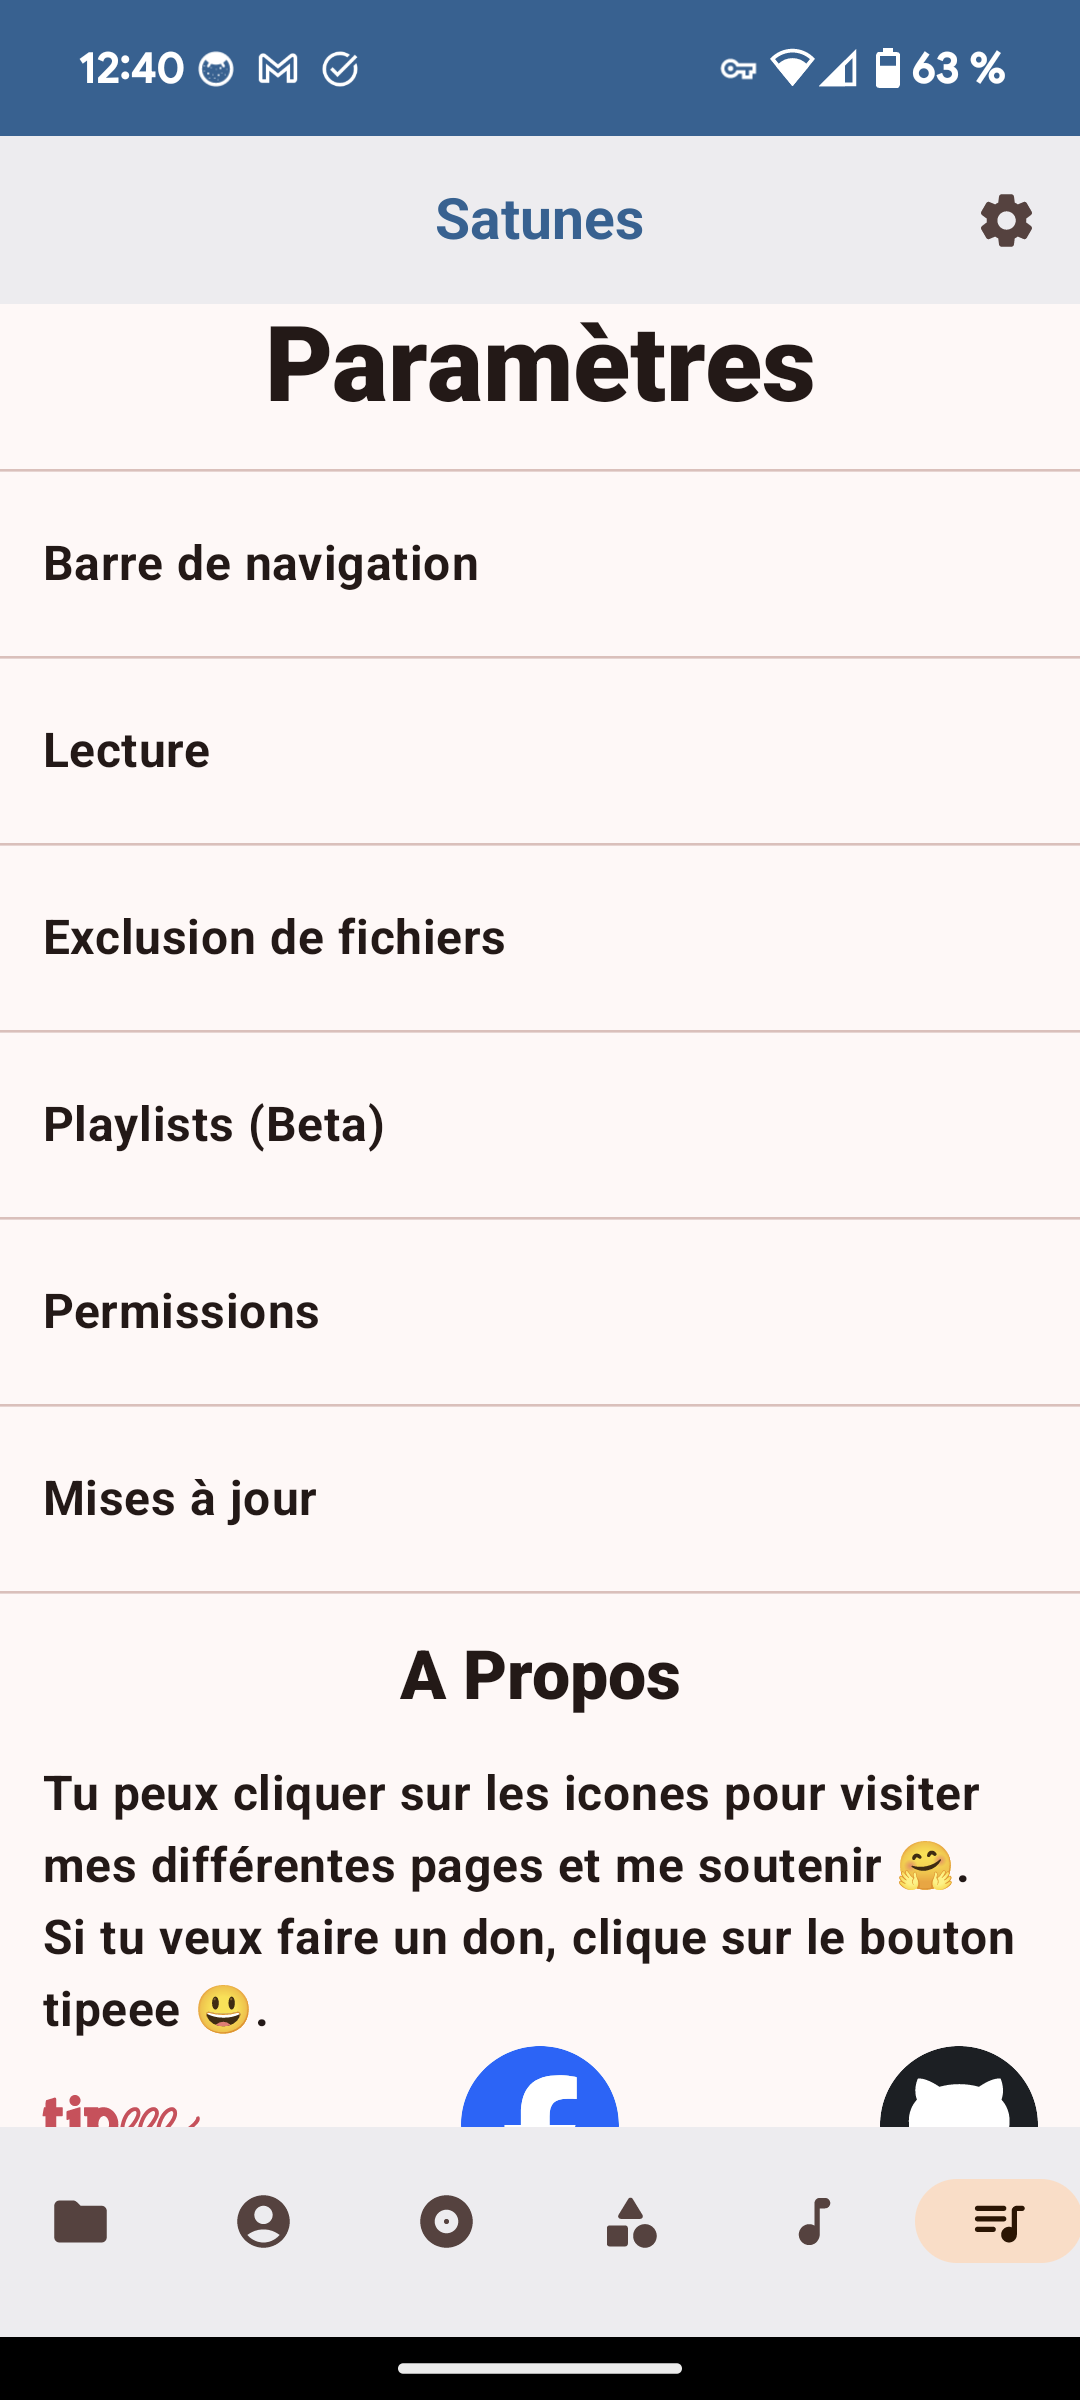 12:40
63 %
Satunes
Paramètres
Barre de navigation
Lecture
Exclusion de fichiers
Playlists (Beta)
Permissions
Mises à jour
A Propos
Tu peux cliquer sur les icones pour visiter
mes différentes pages et me soutenir 🤗.
Si tu veux faire un don, clique sur le bouton
tipeee 😃.